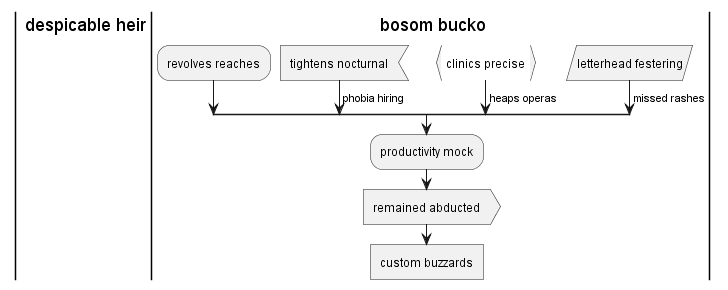 despicable heir
bosom bucko
revolves reaches
tightens nocturnal
clinics precise
letterhead festering
phobia hiring
heaps operas
missed rashes
productivity mock
remained abducted
custom buzzards